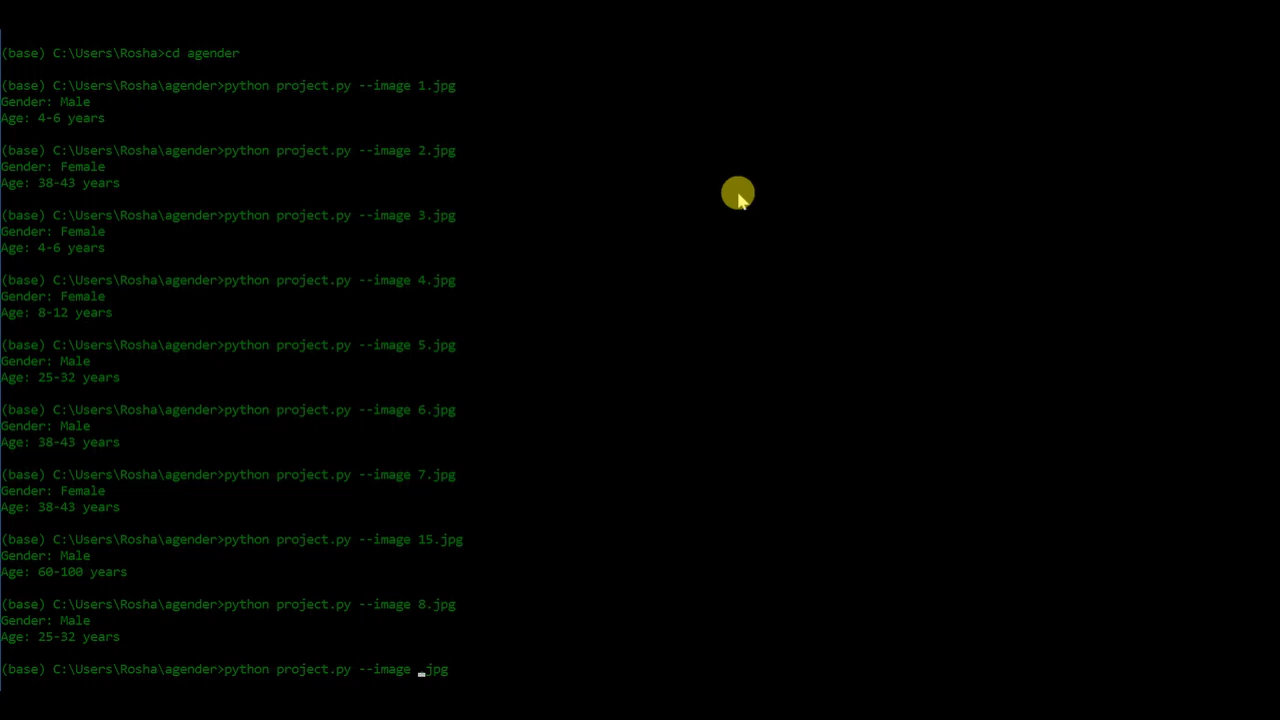 (base) C:\Users\Rosha>cd agender
(base) C:\Users\Rosha\agender>python project.py --image 1.jpg
Gender: Male
Age: 4-6 years
(base) C:\Users\Rosha\agender>python project.py --image 2.jpg
Gender: Female
Age: 38-43 years
(base) C:\Users\Rosha\agender>python project.py --image 3.jpg
Gender: Female
Age: 4-6 years
(base) C:\Users\Rosha\agender>python project.py --image 4.jpg
Gender: Female
Age: 8-12 years
(base) C:\Users\Rosha\agender>python project.py --image 5.jpg
Gender: Male
Age: 25-32 years
(base) C:\Users\Rosha\agender>python project.py --image 6.jpg
Gender: Male
Age: 38-43 years
(base) C:\Users\Rosha\agender>python project.py --image 7.jpg
Gender: Female
Age: 38-43 years
(base) C:\Users\Rosha\agender>python project.py --image 15.jpg
Gender: Male
Age: 60-100 years
(base) C:\Users\Rosha\agender>python project.py --image 8.jpg
Gender: Male
Age: 25-32 years
(base) C:\Users\Rosha\agender>python project.py --image .jpg